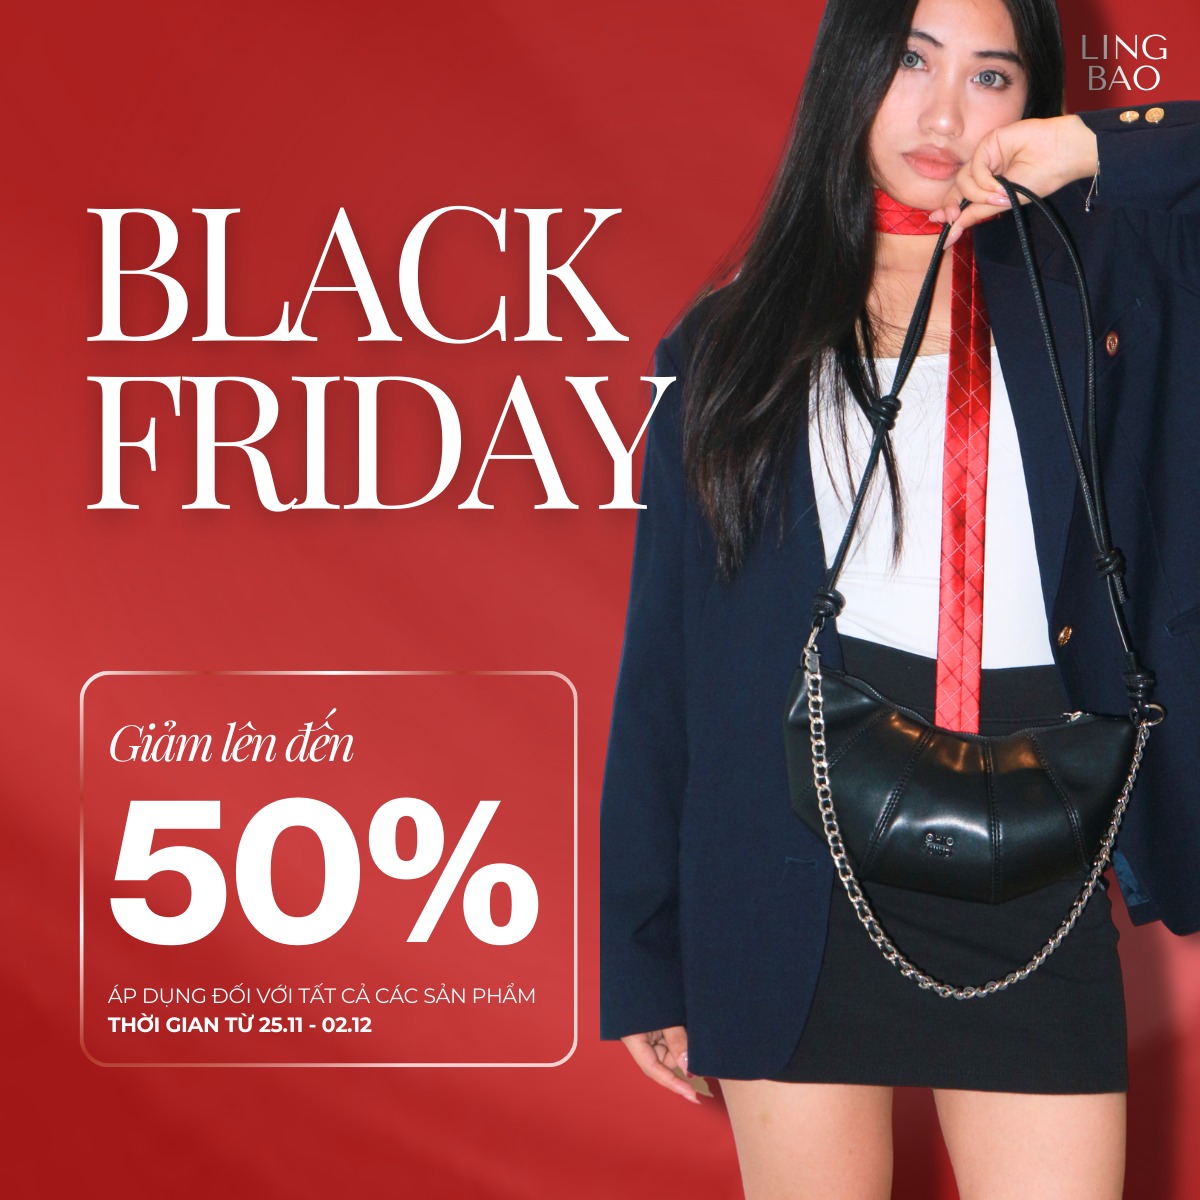 LING
BAO
BLACK
FRIDAY
Giảm lên đến
50%
ÁP DỤNG ĐỐI VỚI TẤT CẢ CÁC SẢN PHẨM
THỜI GIAN TỪ 25.11 - 02.12